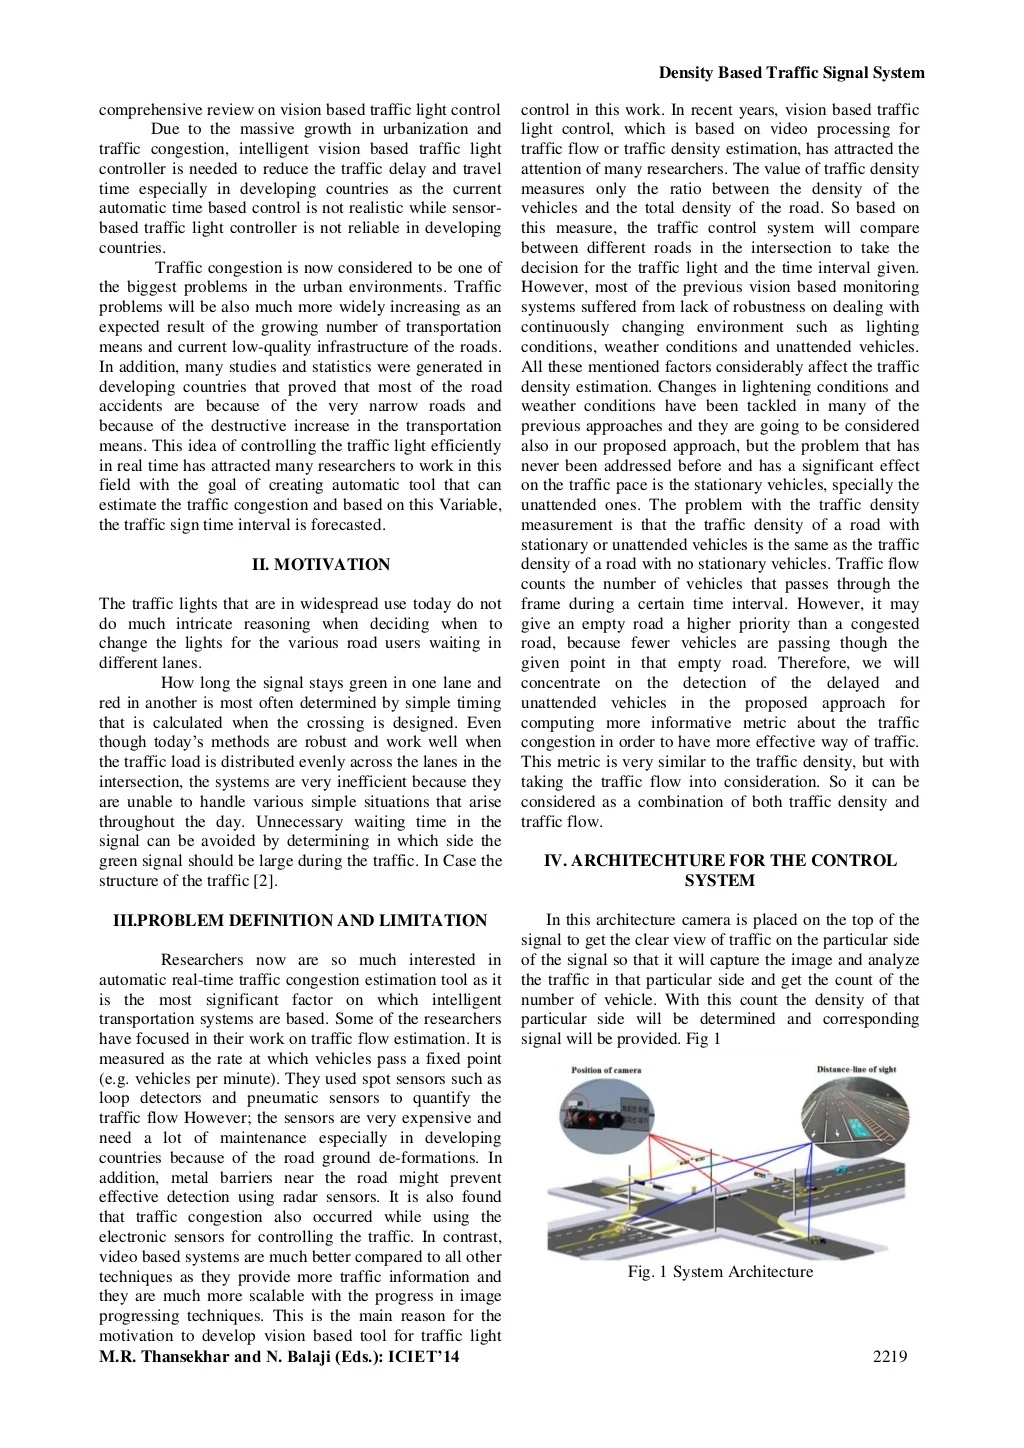 Density Based Traffic Signal System
comprehensive review on vision based traffic light control
Due to the massive growth in urbanization and
traffic congestion, intelligent vision based traffic light
controller is needed to reduce the traffic delay and travel
time especially in developing countries as the current
automatic time based control is not realistic while sensor-
based traffic light controller is not reliable in developing
countries.
Traffic congestion is now considered to be one of
the biggest problems in the urban environments. Traffic
problems will be also much more widely increasing as an
expected result of the growing number of transportation
means and current low-quality infrastructure of the roads.
In addition, many studies and statistics were generated in
developing countries that proved that most of the road
accidents are because of the very narrow roads and
because of the destructive increase in the transportation
means. This idea of controlling the traffic light efficiently
in real time has attracted many researchers to work in this
field with the goal of creating automatic tool that can
estimate the traffic congestion and based on this Variable,
the traffic sign time interval is forecasted.
II. MOTIVATION
The traffic lights that are in widespread use today do not
do much intricate reasoning when deciding when to
change the lights for the various road users waiting in
different lanes.
How long the signal stays green in one lane and
red in another is most often determined by simple timing
that is calculated when the crossing is designed. Even
though today’s methods are robust and work well when
the traffic load is distributed evenly across the lanes in the
intersection, the systems are very inefficient because they
are unable to handle various simple situations that arise
throughout the day. Unnecessary waiting time in the
signal can be avoided by determining in which side the
green signal should be large during the traffic. In Case the
structure of the traffic [2].
III.PROBLEM DEFINITION AND LIMITATION
Researchers now are so much interested in
automatic real-time traffic congestion estimation tool as it
is the most significant factor on which intelligent
transportation systems are based. Some of the researchers
have focused in their work on traffic flow estimation. It is
measured as the rate at which vehicles pass a fixed point
(e.g. vehicles per minute). They used spot sensors such as
loop detectors and pneumatic sensors to quantify the
traffic flow However; the sensors are very expensive and
need a lot of maintenance especially in developing
countries because of the road ground de-formations. In
addition, metal barriers near the road might prevent
effective detection using radar sensors. It is also found
that traffic congestion also occurred while using the
electronic sensors for controlling the traffic. In contrast,
video based systems are much better compared to all other
techniques as they provide more traffic information and
they are much more scalable with the progress in image
progressing techniques. This is the main reason for the
motivation to develop vision based tool for traffic light
control in this work. In recent years, vision based traffic
light control, which is based on video processing for
traffic flow or traffic density estimation, has attracted the
attention of many researchers. The value of traffic density
measures only the ratio between the density of the
vehicles and the total density of the road. So based on
this measure, the traffic control system will compare
between different roads in the intersection to take the
decision for the traffic light and the time interval given.
However, most of the previous vision based monitoring
systems suffered from lack of robustness on dealing with
continuously changing environment such as lighting
conditions, weather conditions and unattended vehicles.
All these mentioned factors considerably affect the traffic
density estimation. Changes in lightening conditions and
weather conditions have been tackled in many of the
previous approaches and they are going to be considered
also in our proposed approach, but the problem that has
never been addressed before and has a significant effect
on the traffic pace is the stationary vehicles, specially the
unattended ones. The problem with the traffic density
measurement is that the traffic density of a road with
stationary or unattended vehicles is the same as the traffic
density of a road with no stationary vehicles. Traffic flow
counts the number of vehicles that passes through the
frame during a certain time interval. However, it may
give an empty road a higher priority than a congested
road, because fewer vehicles are passing though the
given point in that empty road. Therefore, we will
concentrate on the detection of the delayed and
unattended vehicles in the proposed approach for
computing more informative metric about the traffic
congestion in order to have more effective way of traffic.
This metric is very similar to the traffic density, but with
taking the traffic flow into consideration. So it can be
considered as a combination of both traffic density and
traffic flow.
IV. ARCHITECHTURE FOR THE CONTROL
SYSTEM
In this architecture camera is placed on the top of the
signal to get the clear view of traffic on the particular side
of the signal so that it will capture the image and analyze
the traffic in that particular side and get the count of the
number of vehicle. With this count the density of that
particular side will be determined and corresponding
signal will be provided. Fig 1
Position of camera
Distance-line of sight
Fig. 1 System Architecture
M.R. Thansekhar and N. Balaji (Eds.): ICIET’14
2219